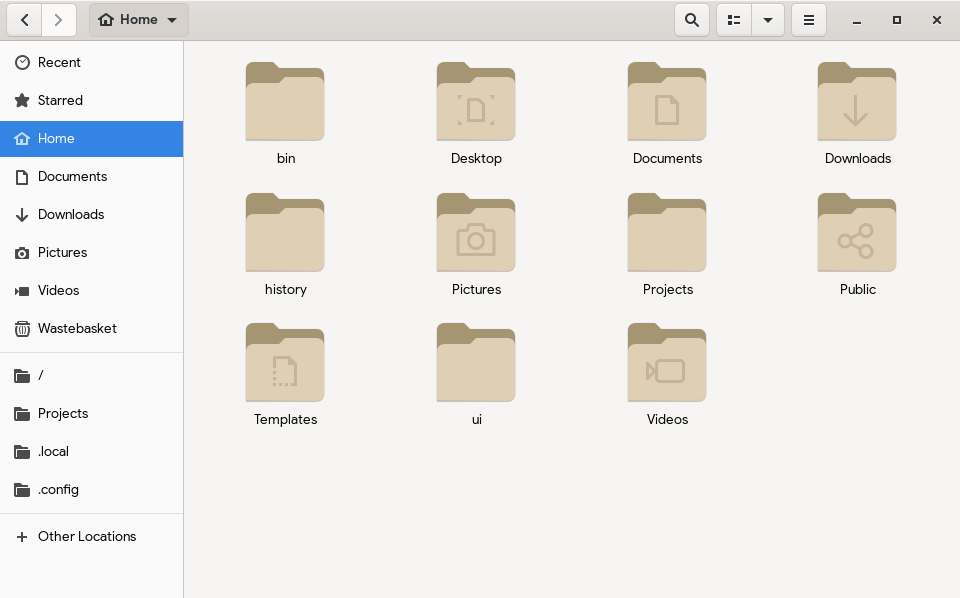 Home
Recent
Starred
Home
Documents
Downloads
Pictures
Videos
Wastebasket
/
Projects
.local
.config
Other Locations
bin
Desktop
Documents
Downloads
history
Pictures
Projects
Public
Templates
ui
Videos